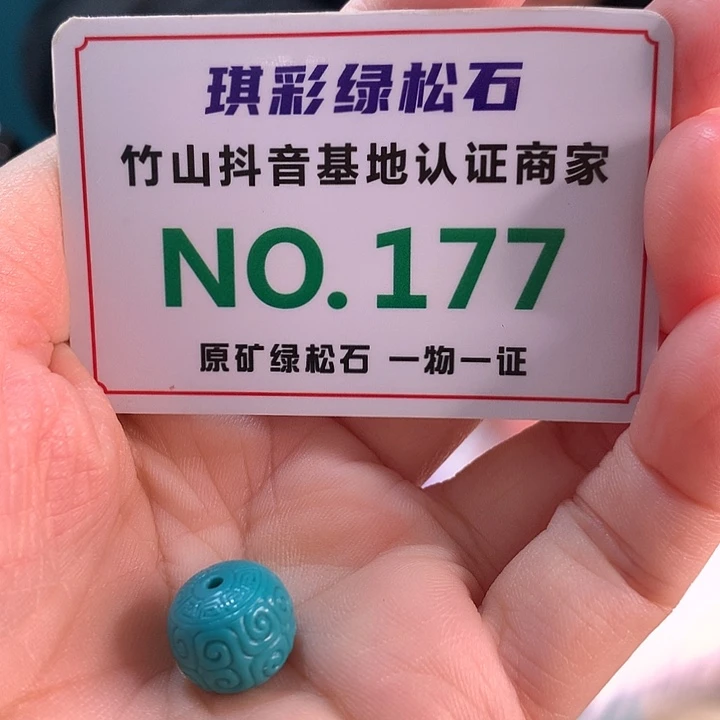 琪彩绿松石
竹山抖音基地认证商家
NO.177
原矿绿松石 一物一证